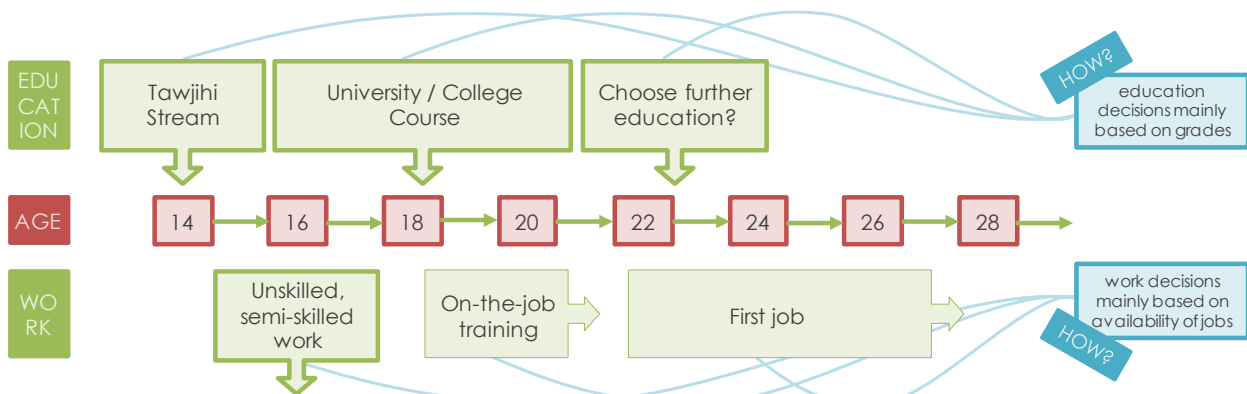 EDU
CAT
ION
Tawjihi
Stream
University / College
Course
Choose further
education?
HOW?
education
decisions mainly
based on grades
AGE
14
16
18
20
22
24
26
28
WO
RK
Unskilled,
semi-skilled
work
On-the-job
training
First job
work decisions
mainly based on
availability of jobs
HOW?